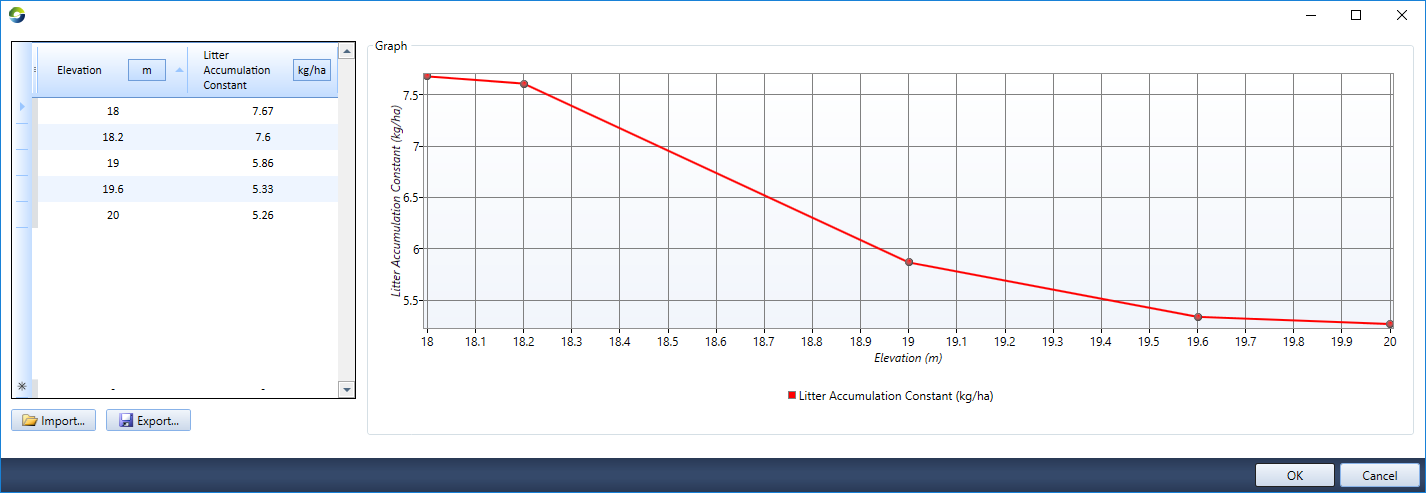 Elevation m
Litter Accumulation Constant kg/ha
18 7.67
18.2 7.6
19 5.86
19.6 5.33
20 5.26
- -
Import...
Export...
Graph
Litter Accumulation Constant (kg/ha)
7.5
7
6.5
6
5.5
18 18.1 18.2 18.3 18.4 18.5 18.6 18.7 18.8 18.9 19 19.1 19.2 19.3 19.4 19.5 19.6 19.7 19.8 19.9 20
Elevation (m)
Litter Accumulation Constant (kg/ha)
OK
Cancel